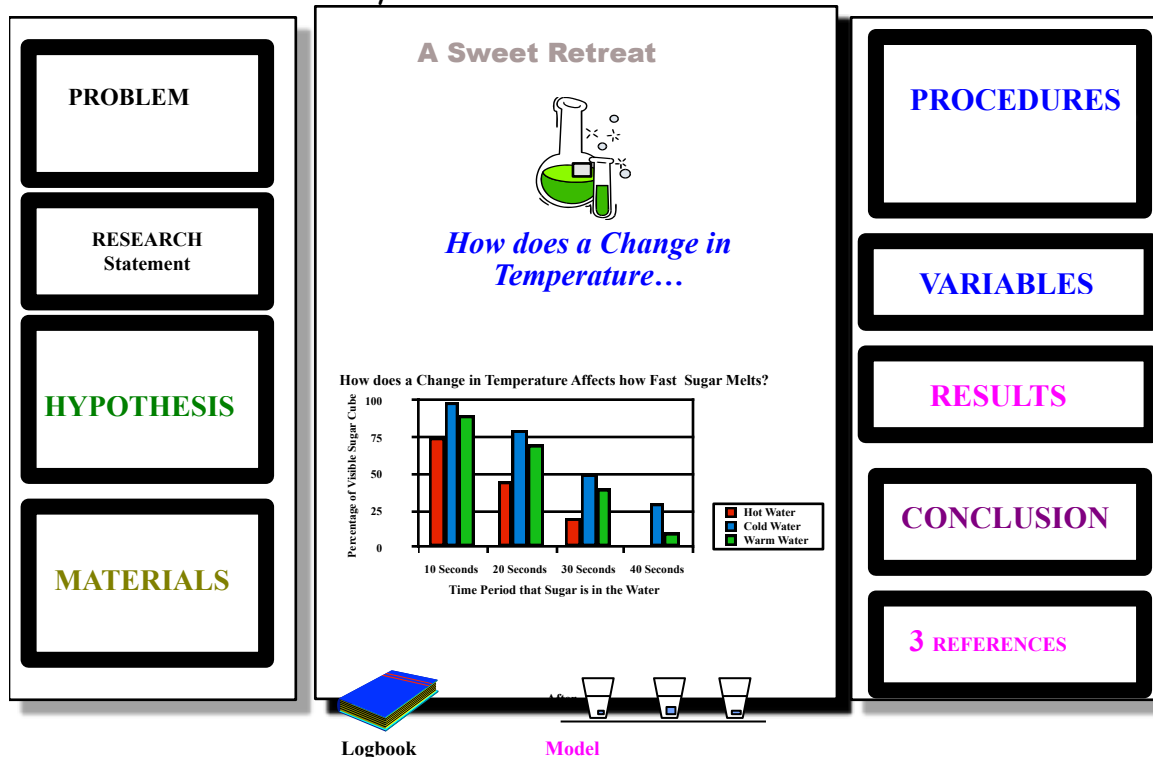 PROBLEM
RESEARCH
Statement
HYPOTHESIS
MATERIALS
A Sweet Retreat
How does a Change in
Temperature…
How does a Change in Temperature Affects how Fast Sugar Melts?
Percentage of Visible Sugar Cube
100
75
50
25
0
10 Seconds 20 Seconds 30 Seconds 40 Seconds
Time Period that Sugar is in the Water
Hot Water
Cold Water
Warm Water
After
Logbook
Model
PROCEDURES
VARIABLES
RESULTS
CONCLUSION
3 REFERENCES